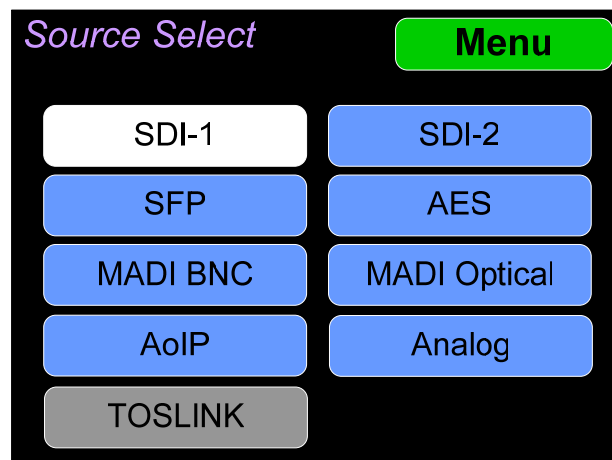 Source Select
Menu
SDI-1
SDI-2
SFP
AES
MADI BNC
MADI Optical
AoIP
Analog
TOSLINK